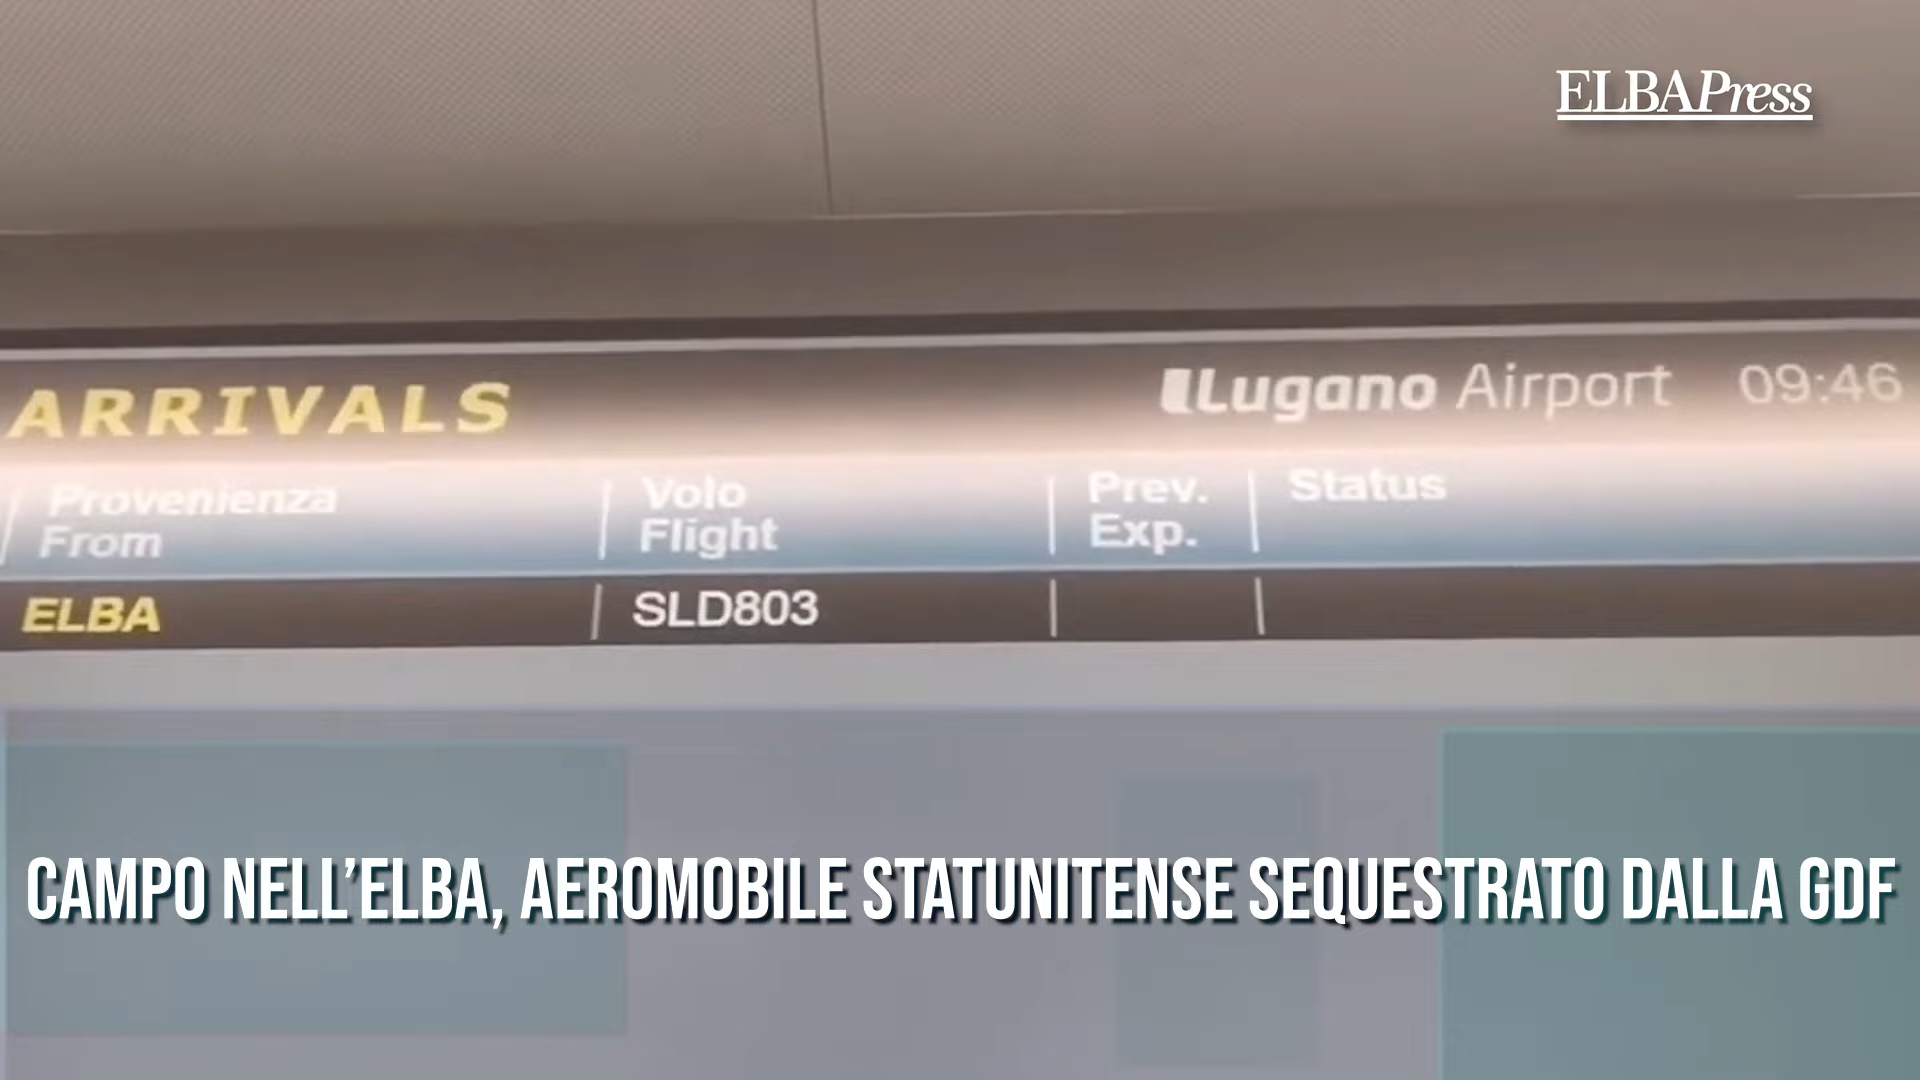 ELBAPress
ARRIVALS
Lugano Airport 09:46
Provenienza
From
Volo
Flight
Prev.
Exp.
Status
ELBA SLD803
CAMPO NELL’ELBA, AEROMOBILE STATUNITENSE SEQUESTRATO DALLA GDF